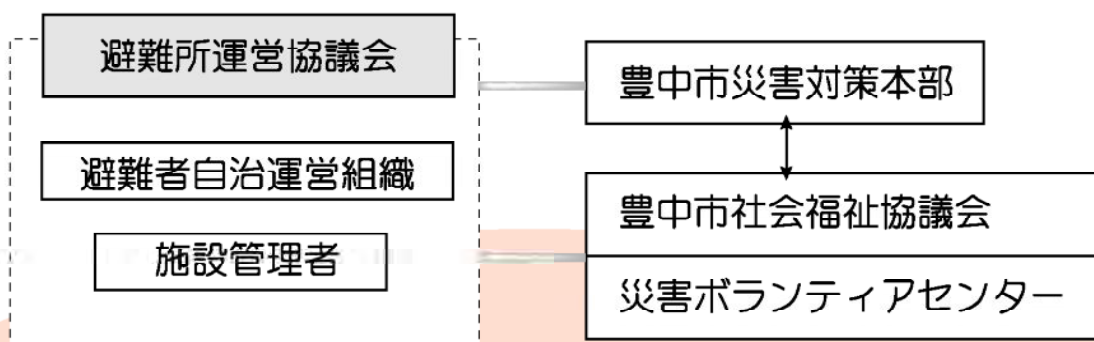 避難所運営協議会
豊中市災害対策本部
避難者自治運営組織
豊中市社会福祉協議会
施設管理者
災害ボランティアセンター